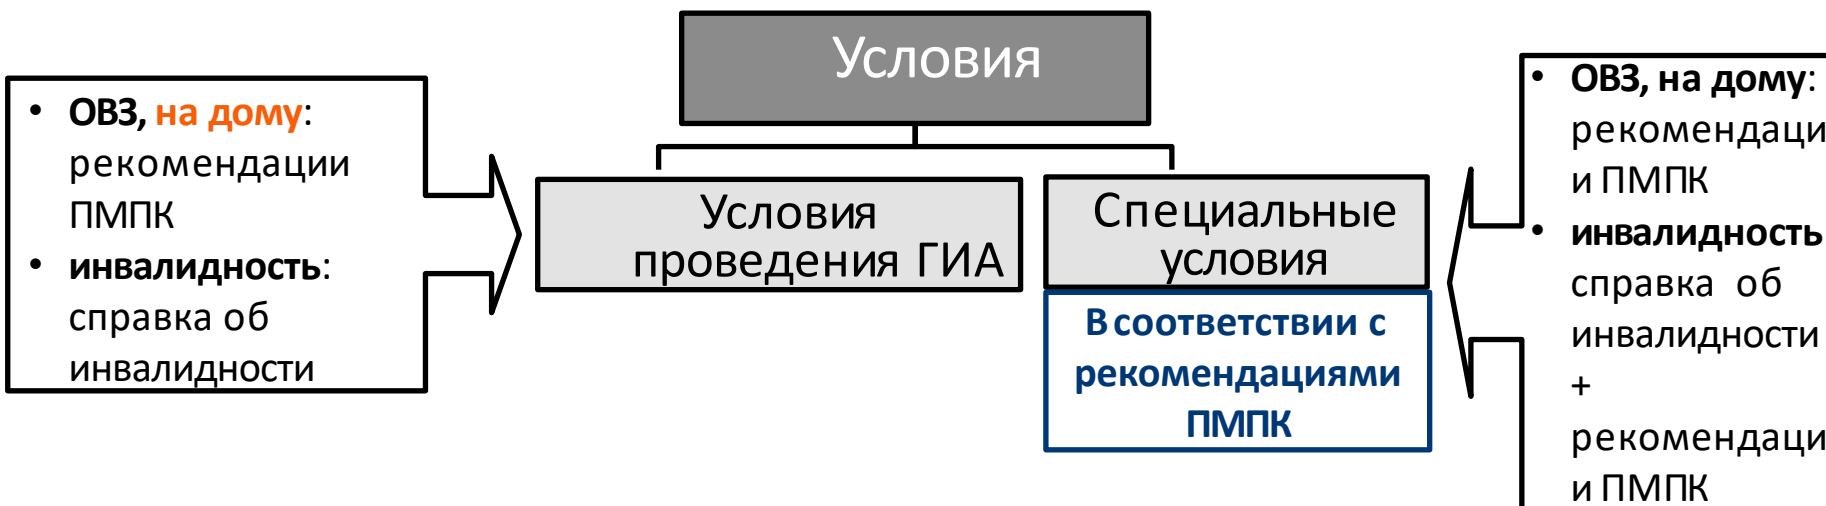 Условия
• ОВЗ, на дому:
рекомендации
ПМПК
• инвалидность:
справка об
инвалидности
Условия
проведения ГИА
Специальные
условия
В соответствии с
рекомендациями
ПМПК
• ОВЗ, на дому:
рекомендаци
и ПМПК
• инвалидность
справка об
инвалидности
+
рекомендаци
и ПМПК